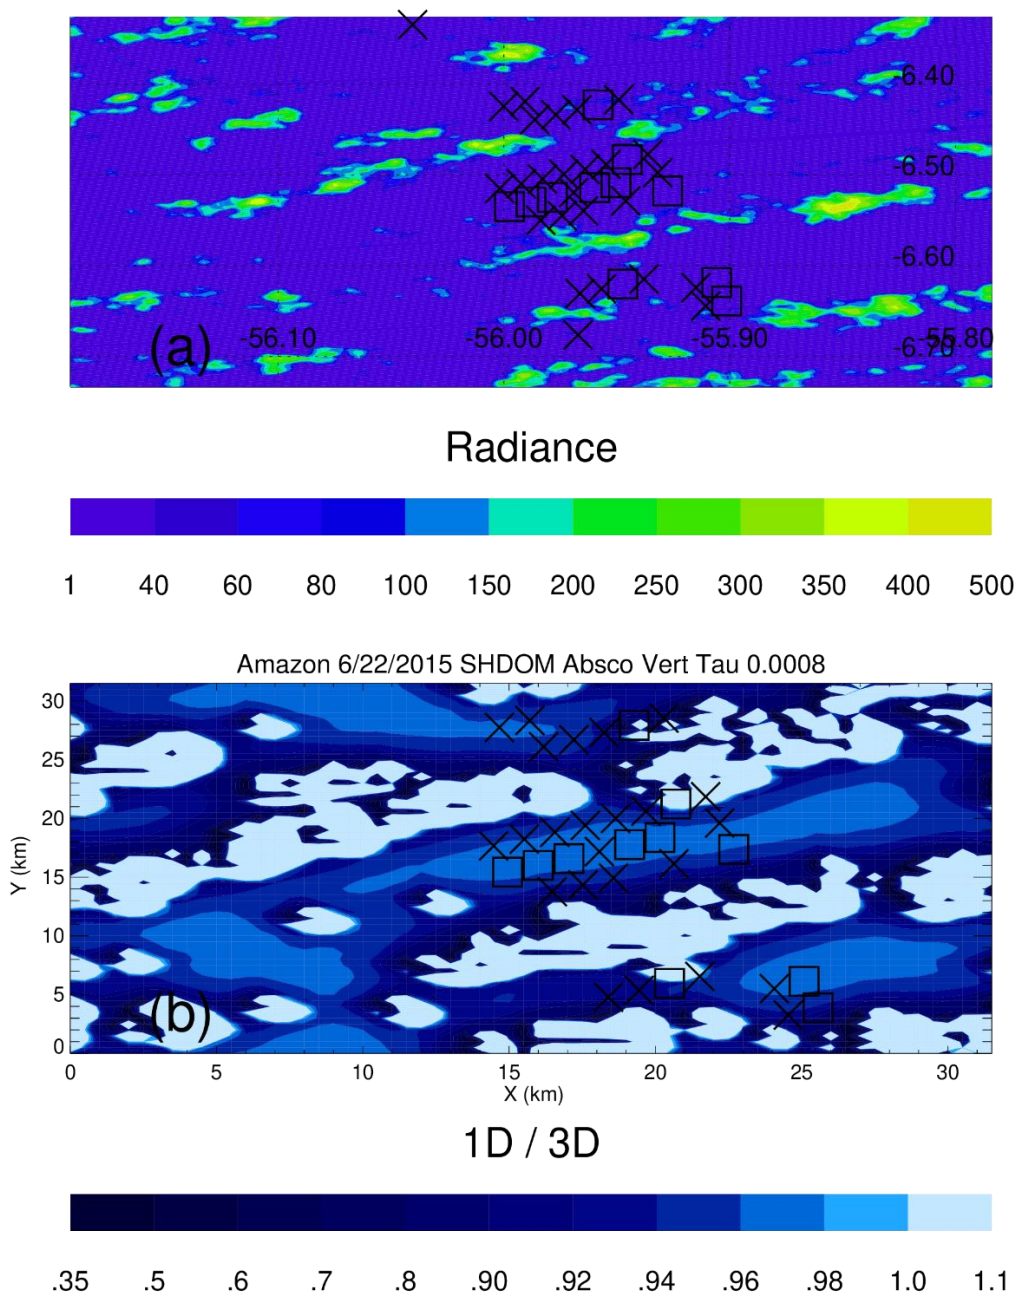 -6.40
-6.50
-6.60
(a) -56.10 -56.00 -55.90 -55.80
-6.70
Radiance
1 40 60 80 100 150 200 250 300 350 400 500
Amazon 6/22/2015 SHDOM Absco Vert Tau 0.0008
30
25
20
15
10
5
0
Y (km)
(b)
0 5 10 15 20 25 30
X (km)
1D / 3D
.35 .5 .6 .7 .8 .90 .92 .94 .96 .98 1.0 1.1